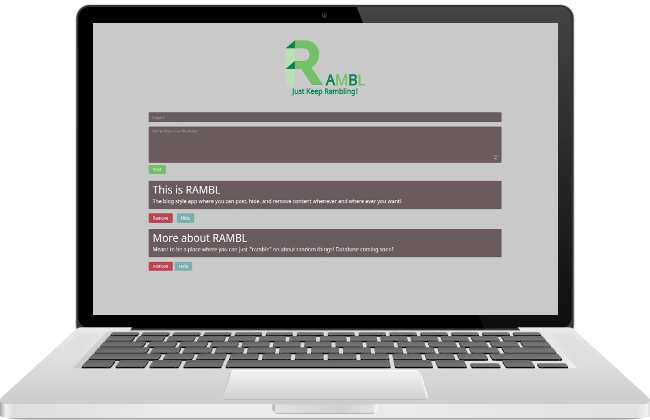 RAMBL
Just Keep Rambling!
Subject
Post
This is RAMBL
The blog style app where you can post, hide, and remove content whenever and where ever you want!
Remove Hide
More about RAMBL
Meant to be a place where you can just "ramble" on about random things! Database coming soon!
Remove Hide